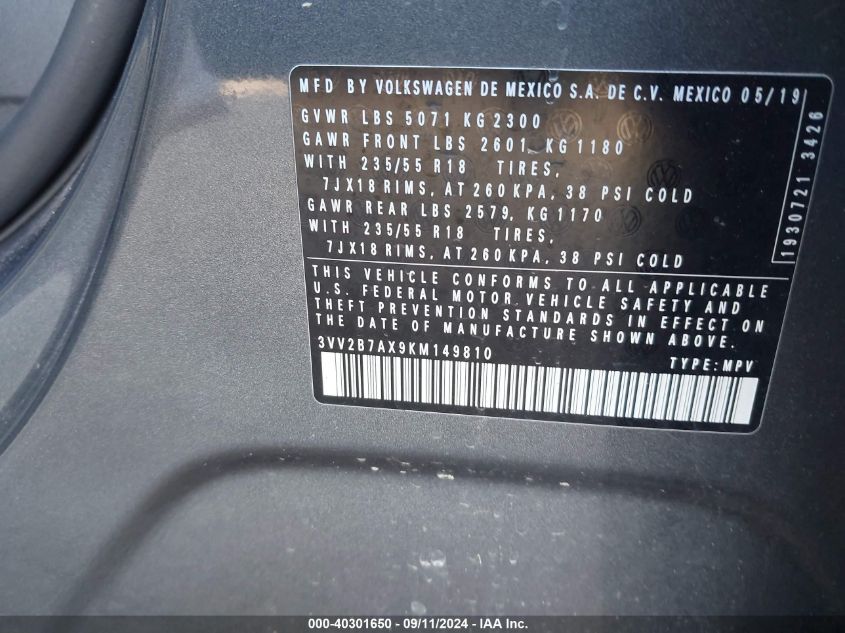 MFD BY VOLKSWAGEN DE MEXICO S.A. DE C.V. MEXICO 05/19
GVWR LBS 5071 KG 2300
GAWR FRONT LBS 2601, KG 1180
WITH 235/55 R18 TIRES,
7JX18 RIMS, AT 260 KPA, 38 PSI COLD
GAWR REAR LBS 2579, KG 1170
WITH 235/55 R18 TIRES,
7JX18 RIMS, AT 260 KPA, 38 PSI COLD
1930721 3426
THIS VEHICLE CONFORMS TO ALL APPLICABLE
U.S. FEDERAL MOTOR VEHICLE SAFETY AND
THEFT PREVENTION STANDARDS IN EFFECT ON
THE DATE OF MANUFACTURE SHOWN ABOVE.
3VV2B7AX9KM149810
TYPE:MPV
000-40301650 - 09/11/2024 - IAA Inc.